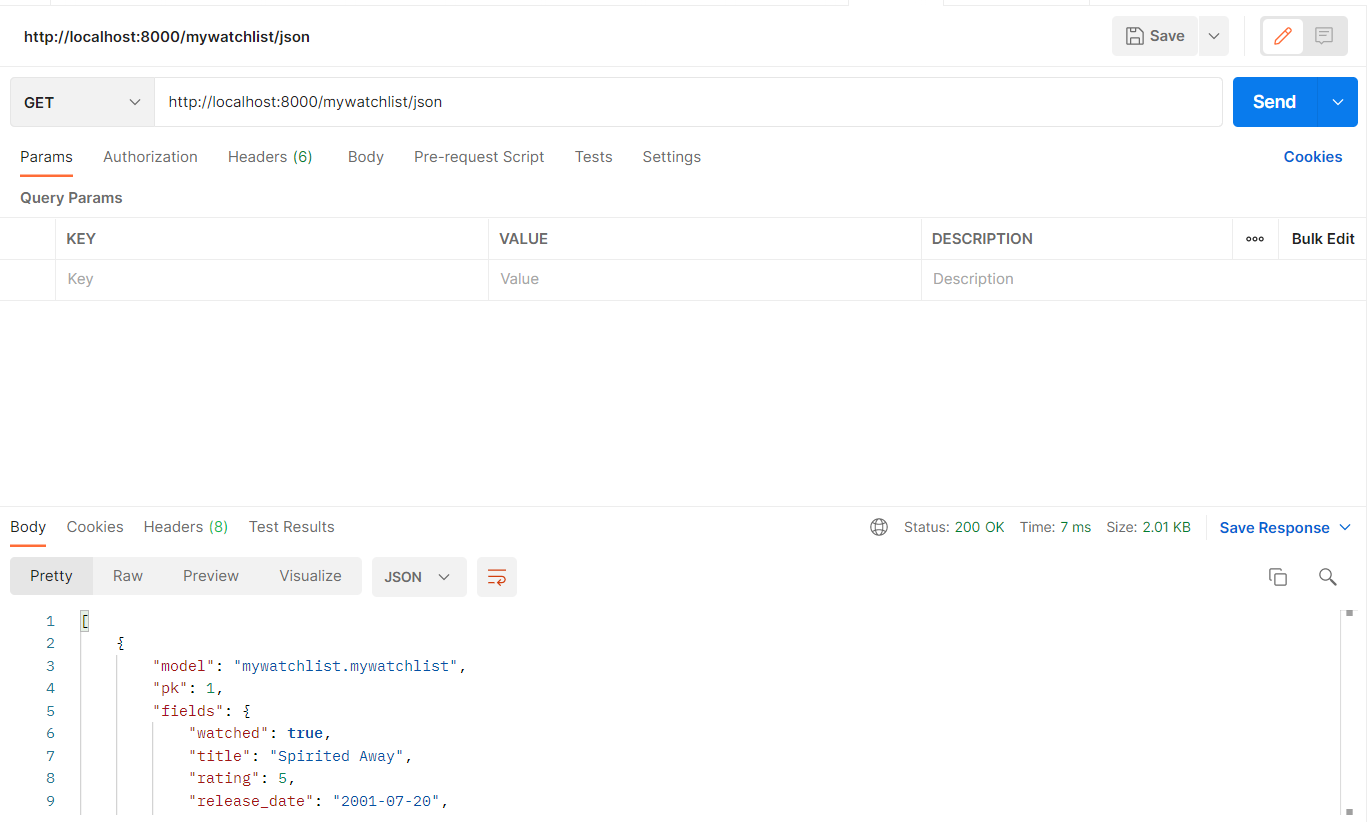 http://localhost:8000/mywatchlist/json Save
GET http://localhost:8000/mywatchlist/json Send
Params Authorization Headers (6) Body Pre-request Script Tests Settings Cookies
Query Params
KEY VALUE DESCRIPTION ooo Bulk Edit
Key Value Description
Body Cookies Headers (8) Test Results Status: 200 OK Time: 7 ms Size: 2.01 KB Save Response
Pretty Raw Preview Visualize JSON
1 [
2 {
3 "model": "mywatchlist.mywatchlist",
4 "pk": 1,
5 "fields": {
6 "watched": true,
7 "title": "Spirited Away",
8 "rating": 5,
9 "release_date": "2001-07-20",